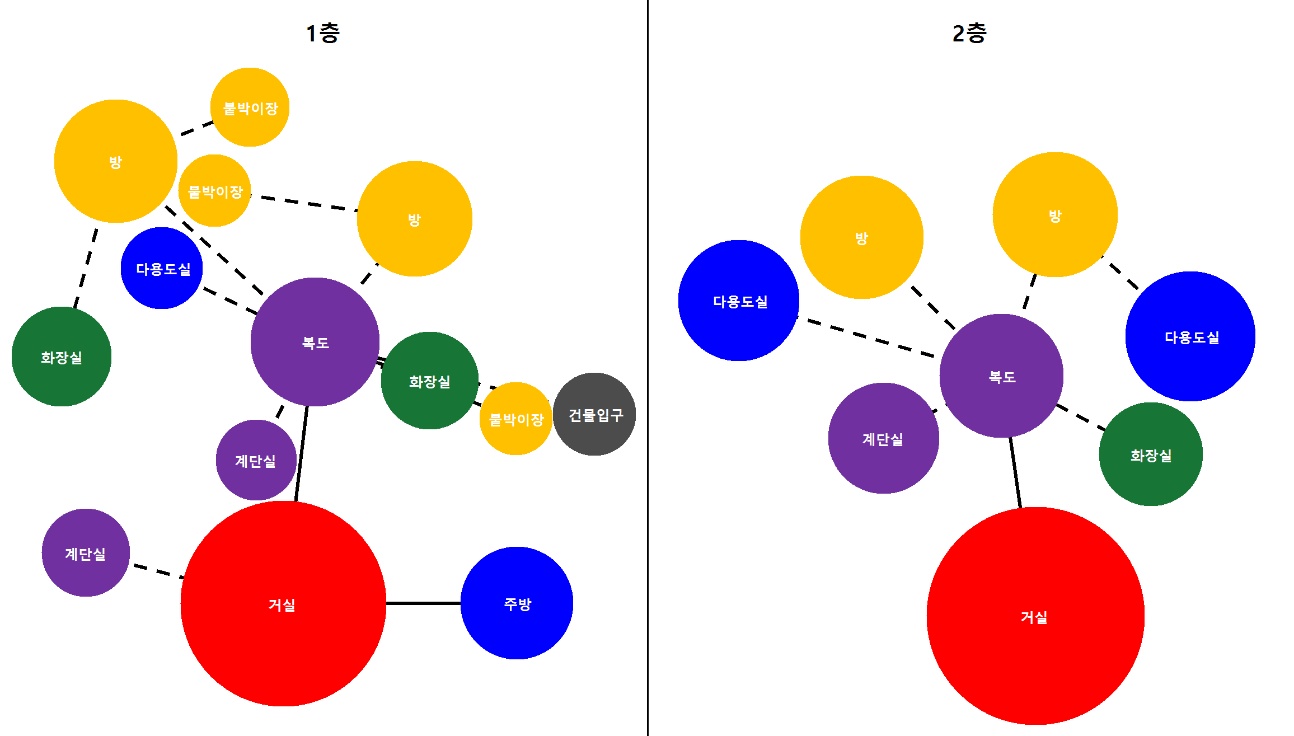 1층
붙박이장
방
붙박이장
방
다용도실
복도
화장실
화장실
붙박이장
건물입구
계단실
계단실
거실
주방
2층
방
방
다용도실
다용도실
복도
계단실
화장실
거실